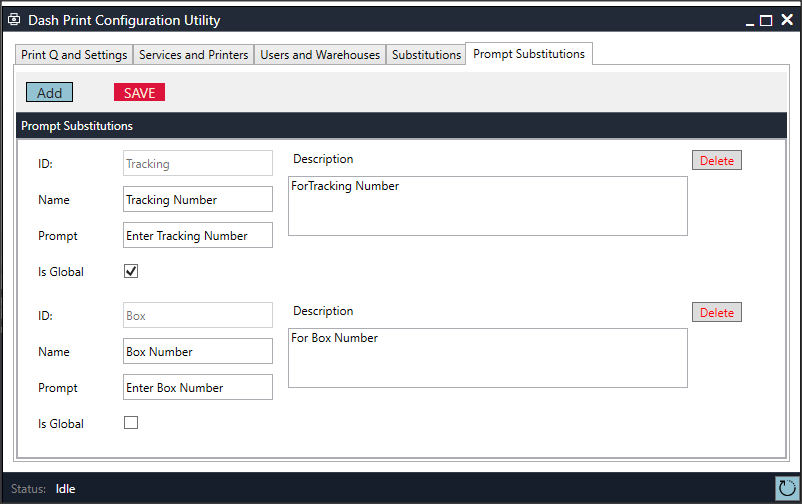 Dash Print Configuration Utility
Print Q and Settings
Services and Printers
Users and Warehouses
Substitutions
Prompt Substitutions
Add
SAVE
Prompt Substitutions
ID:
Tracking
Description
Delete
Name
Tracking Number
ForTracking Number
Prompt
Enter Tracking Number
Is Global
ID:
Box
Description
Delete
Name
Box Number
For Box Number
Prompt
Enter Box Number
Is Global
Status:
Idle